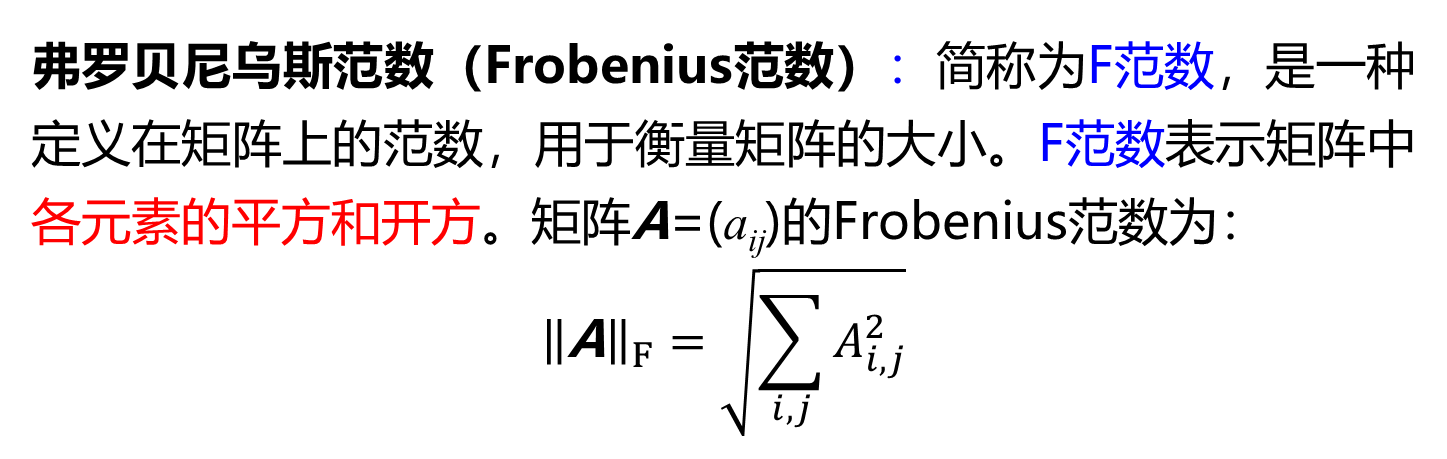 弗罗贝尼乌斯范数（Frobenius范数）：简称为F范数，是一种
定义在矩阵上的范数，用于衡量矩阵的大小。F范数表示矩阵中
各元素的平方和开方。矩阵A=(aij)的Frobenius范数为：
‖A‖F = √∑i,j A²i,j